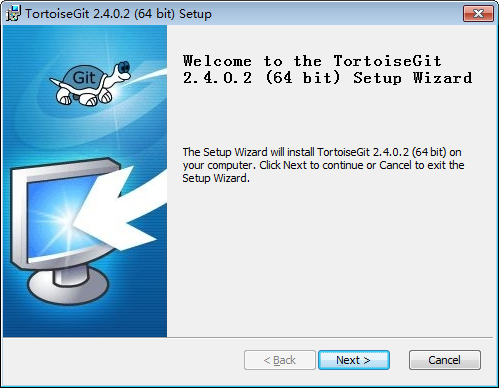 TortoiseGit 2.4.0.2 (64 bit) Setup
Git
Welcome to the TortoiseGit
2.4.0.2 (64 bit) Setup Wizard
The Setup Wizard will install TortoiseGit 2.4.0.2 (64 bit) on
your computer. Click Next to continue or Cancel to exit the
Setup Wizard.
< Back
Next >
Cancel